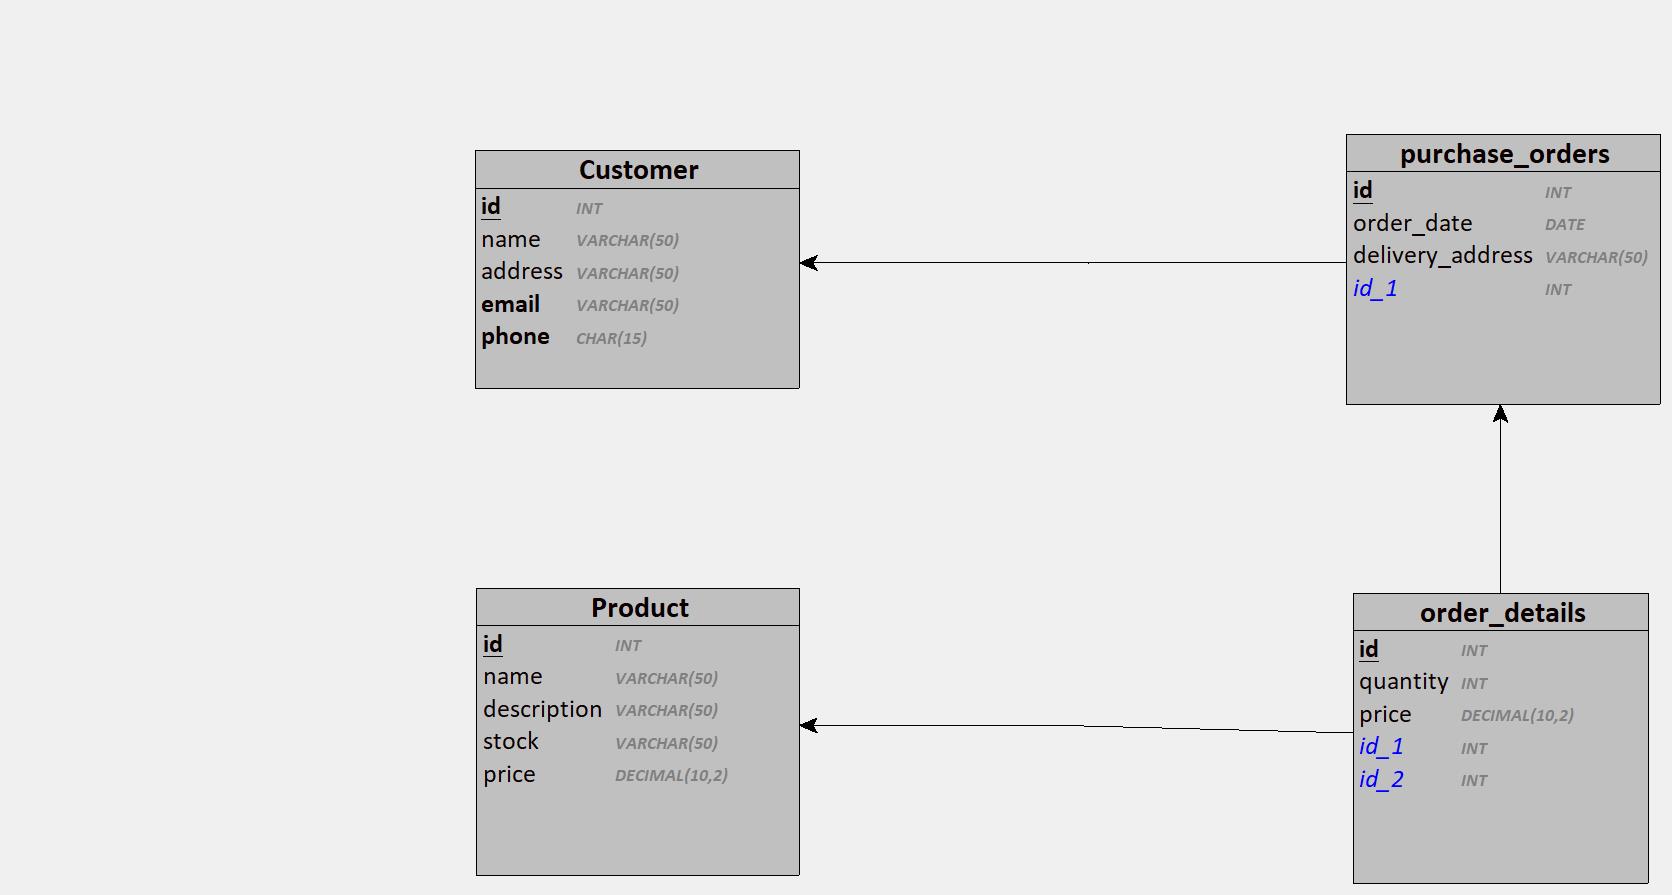 Customer
id INT
name VARCHAR(50)
address VARCHAR(50)
email VARCHAR(50)
phone CHAR(15)
purchase_orders
id INT
order_date DATE
delivery_address VARCHAR(50)
id_1 INT
Product
id INT
name VARCHAR(50)
description VARCHAR(50)
stock VARCHAR(50)
price DECIMAL(10,2)
order_details
id INT
quantity INT
price DECIMAL(10,2)
id_1 INT
id_2 INT